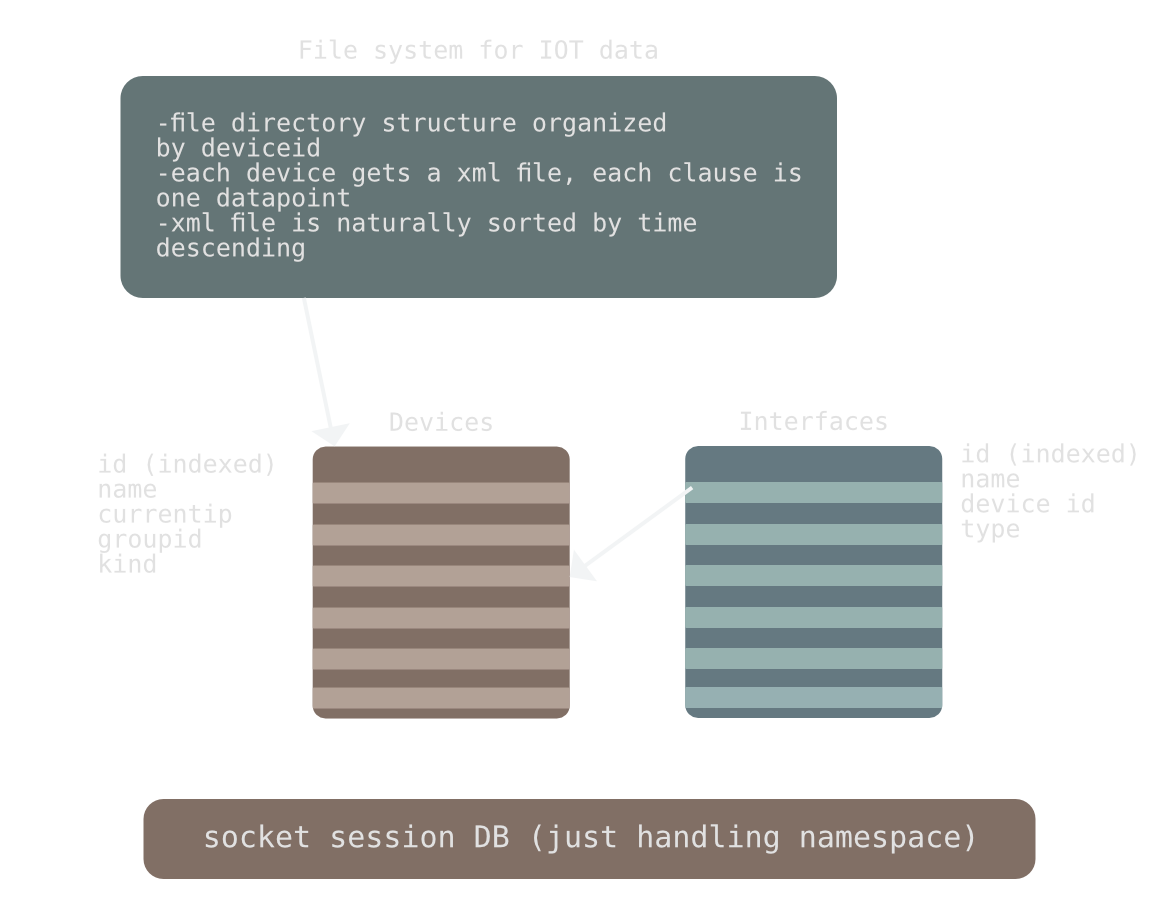 File system for IOT data
-file directory structure organized
by deviceid
-each device gets a xml file, each clause is
one datapoint
-xml file is naturally sorted by time
descending
Devices
id (indexed)
name
currentip
groupid
kind
Interfaces
id (indexed)
name
device id
type
socket session DB (just handling namespace)